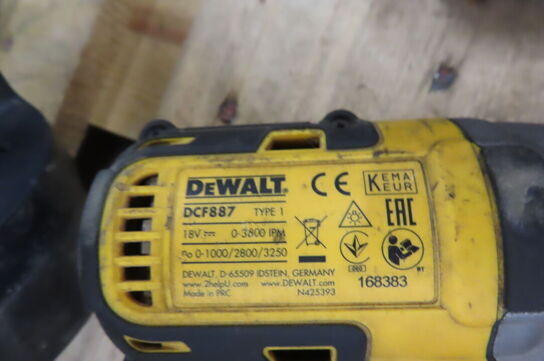 DEWALT®
CE
KEMA
KEUR
DCF887 TYPE 1
EAC
18V 0-3800 IPM
n₀ 0-1000/2800/3250
DEWALT, D-65509 IDSTEIN, GERMANY
www.2helpU.com www.DEWALT.com
Made in PRC N425393
168383